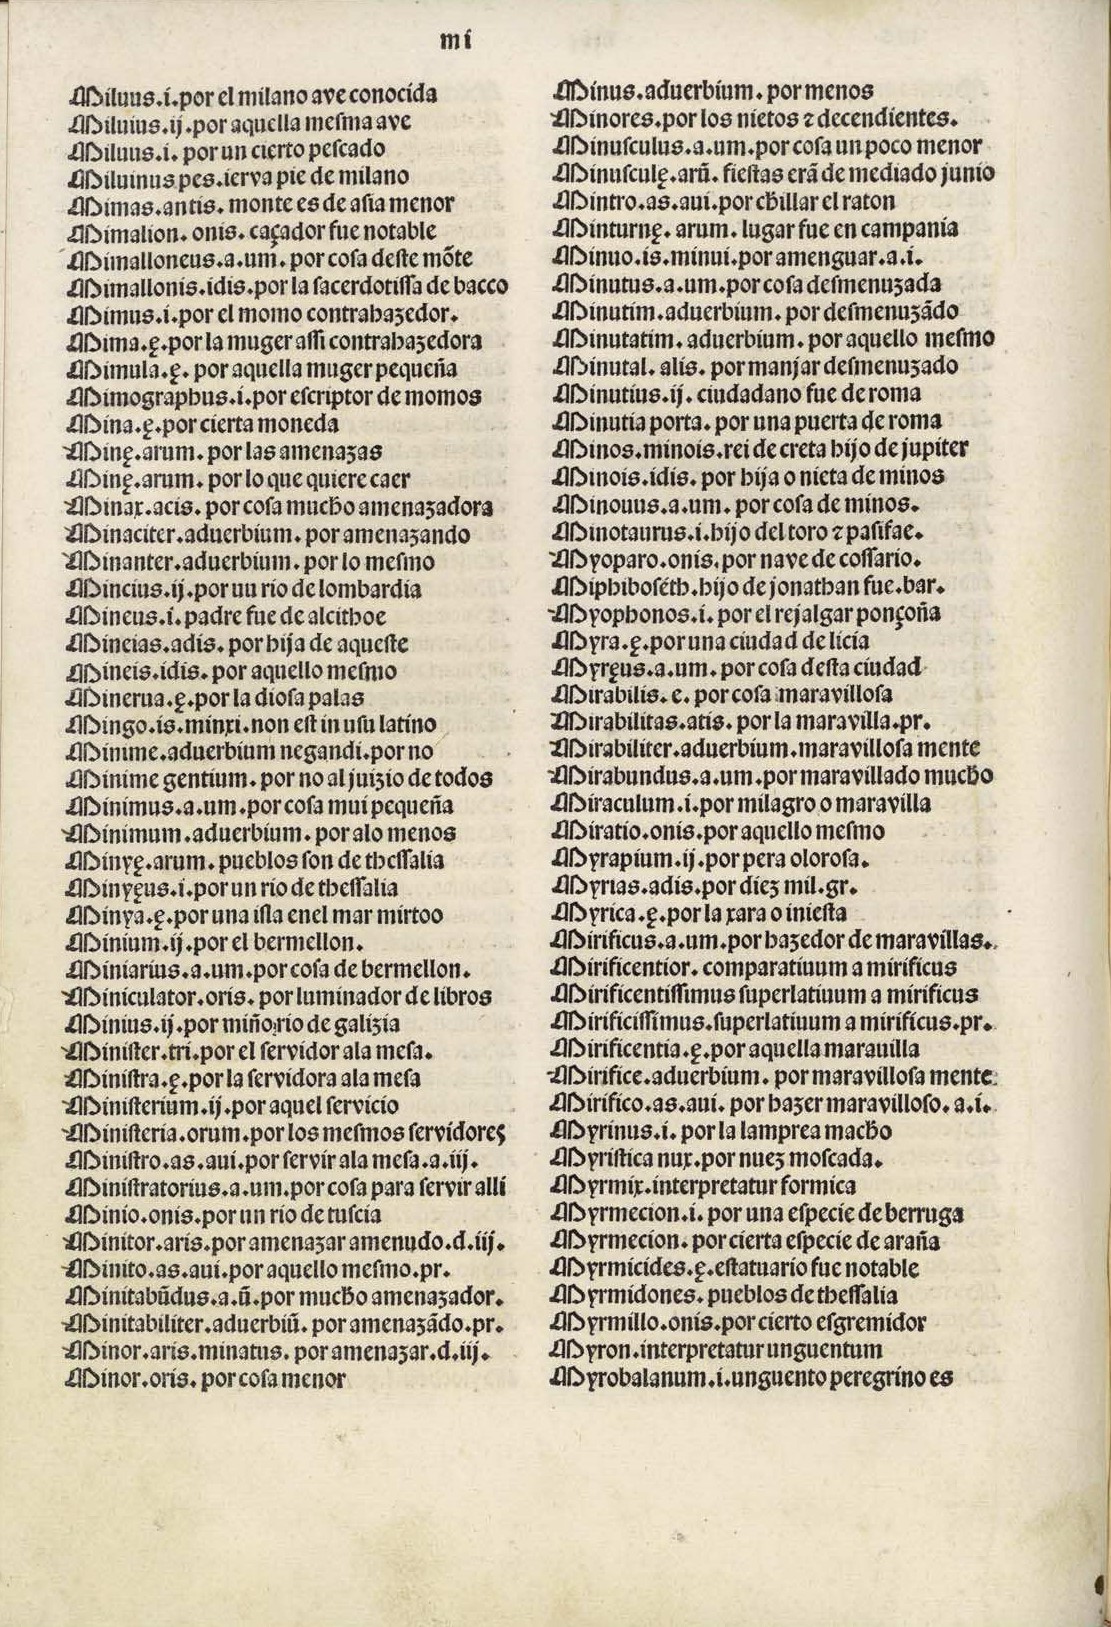 mi
Miluus.i.por el milano ave conocida
Miluius.ij.por aquella mesma ave
Miluus.i. por un cierto pescado
Miluinus pes.ierva pie de milano
Mimas.antis. monte es de asia menor
Mimalion. onis. caçador fue notable
Mimalloneus.a.um. por cosa deste mõte
Mimallonis.idis.por la sacerdotissa de bacco
Mimus.i.por el momo contrahazedor.
Mima.ę.por la muger assi contrahazedora
Mimula.ę. por aquella muger pequeña
Mimographus.i.por escriptor de momos
Mina.ę.por cierta moneda
Minę.arum. por las amenazas
Minę.arum. por lo que quiere caer
Minax.acis. por cosa mucho amenazadora
Minaciter.aduerbium. por amenazando
Minanter.aduerbium. por lo mesmo
Mincius.ij.por un rio de lombardia
Mineus.i. padre fue de alcithoe
Mineias.adis. por hija de aqueste
Mineis.idis. por aquello mesmo
Minerua.ę.por la diosa palas
Mingo.is.minxi.non est in usu latino
Minime.aduerbium negandi.por no
Minime gentium. por no al juizio de todos
Minimus.a.um.por cosa mui pequeña
Minimum.aduerbium.por alo menos
Minyę.arum. pueblos son de thessalia
Minyęus.i.por un rio de thessalia
Minya.ę.por una isla enel mar mirtoo
Minium.ij.por el bermellon.
Miniarius.a.um.por cosa de bermellon.
Miniculator.oris. por luminador de libros
Minius.ij.por miño.rio de galizia
Minister.tri.por el servidor ala mesa.
Ministra.ę.por la servidora ala mesa
Ministerium.ij.por aquel servicio
Ministeria.orum.por los mesmos servidores
Ministro.as.aui.por servir ala mesa.a.iij.
Ministratorius.a.um.por cosa para servir alli
Minio.onis.por un rio de tuscia
Minitor.aris.por amenazar amenudo.d.iij.
Minito.as.aui.por aquello mesmo.pr.
Minitabũdus.a.ũ.por mucho amenazador.
Minitabiliter.aduerbiũ. por amenazãdo.pr.
Minor.aris.minatus. por amenazar.d.iij.
Minor.oris. por cosa menor
Minus.aduerbium. por menos
Minores.por los nietos ⁊ decendientes.
Minusculus.a.um.por cosa un poco menor
Minusculę.arũ. fiestas erã de mediado junio
Mintro.as.aui.por chillar el raton
Minturnę. arum. lugar fue en campania
Minuo.is.minui.por amenguar.a.i.
Minutus.a.um.por cosa desmenuzada
Minutim.aduerbium. por desmenuzãdo
Minutatim. aduerbium. por aquello mesmo
Minutal. alis. por manjar desmenuzado
Minutius.ij. ciudadano fue de roma
Minutia porta. por una puerta de roma
Minos.minois.rei de creta hijo de jupiter
Minois.idis. por hija o nieta de minos
Minouus.a.um. por cosa de minos.
Minotaurus.i.hijo del toro ⁊ pasifae.
Myoparo.onis.por nave de cossario.
Miphiboséth.hijo de jonathan fue.bar.
Myophonos.i. por el rejalgar ponçoña
Myra.ę.por una ciudad de licia
Myręus.a.um. por cosa desta ciudad
Mirabilis.e. por cosa maravillosa
Mirabilitas.atis. por la maravilla.pr.
Mirabiliter.aduerbium.maravillosa mente
Mirabundus.a.um.por maravillado mucho
Miraculum.i.por milagro o maravilla
Miratio.onis.por aquello mesmo
Myrapium.ij.por pera olorosa.
Myrias.adis.por diez mil.gr.
Myrica.ę.por la xara o iniesta
Mirificus.a.um.por hazedor de maravillas.
Mirificentior. comparatiuum a mirificus
Mirificentissimus superlatiuum a mirificus
Mirificissimus.superlatiuum a mirificus.pr.
Mirificentia.ę.por aquella marauilla
Mirifice.aduerbium. por maravillosa mente
Mirifico.as.aui. por hazer maravilloso.a.i.
Myrinus.i. por la lamprea macho
Myristica nux.por nuez moscada.
Myrmix.interpretatur formica
Myrmecion.i. por una especie de berruga
Myrmecion. por cierta especie de araña
Myrmicides.ę.estatuario fue notable
Myrmidones. pueblos de thessalia
Myrmillo.onis.por cierto esgremidor
Myron.interpretatur unguentum
Myrobalanum.i.unguento peregrino es